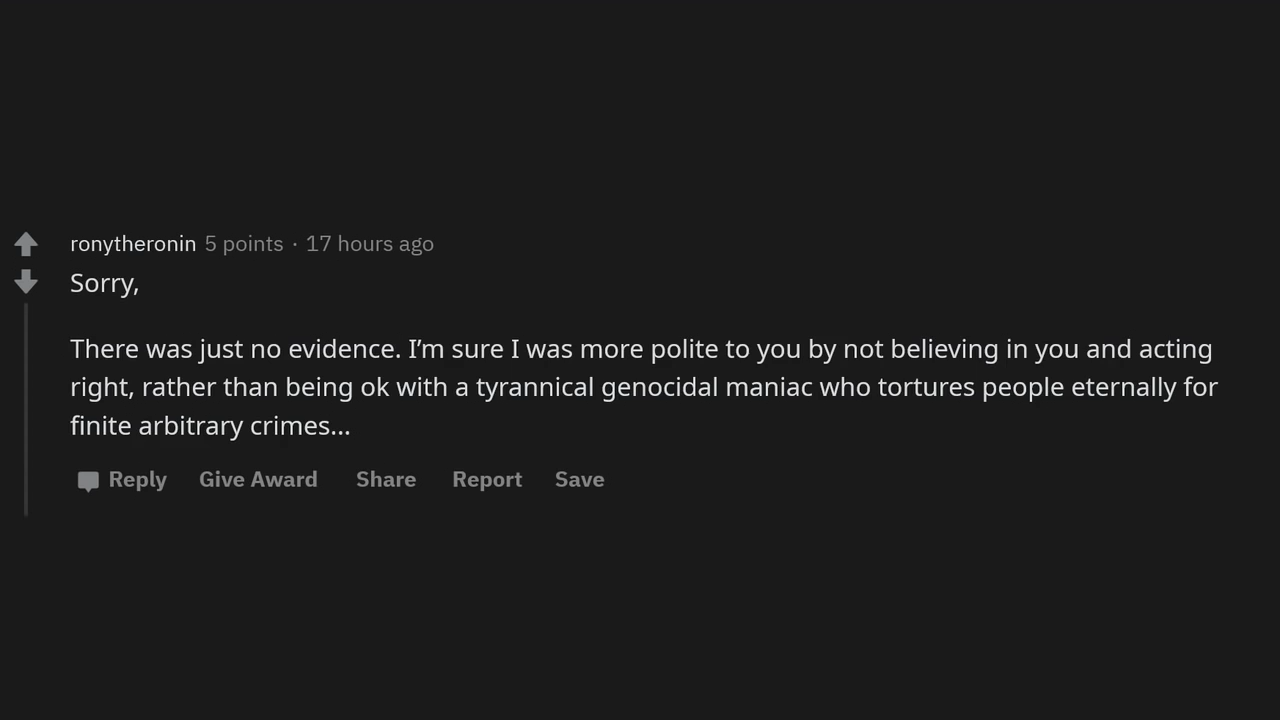 ronytheronin 5 points · 17 hours ago
Sorry,
There was just no evidence. I’m sure I was more polite to you by not believing in you and acting
right, rather than being ok with a tyrannical genocidal maniac who tortures people eternally for
finite arbitrary crimes...
Reply Give Award Share Report Save